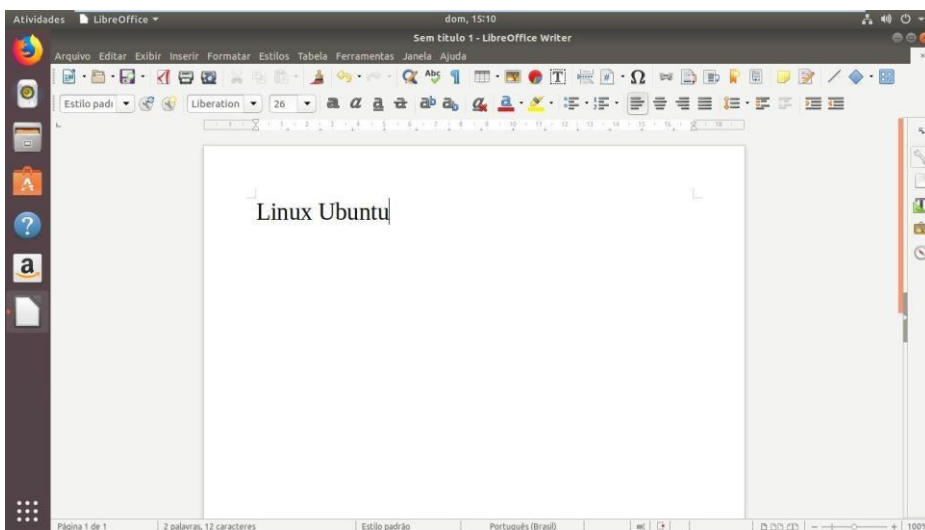 Atividades LibreOffice dom, 15:10
Sem título 1 - LibreOffice Writer
Arquivo Editar Exibir Inserir Formatar Estilos Tabela Ferramentas Janela Ajuda
Estilo padr Liberation 26
Linux Ubuntu
Página 1 de 1 2 palavras, 12 caracteres Estilo padrão Português (Brasil) 100%